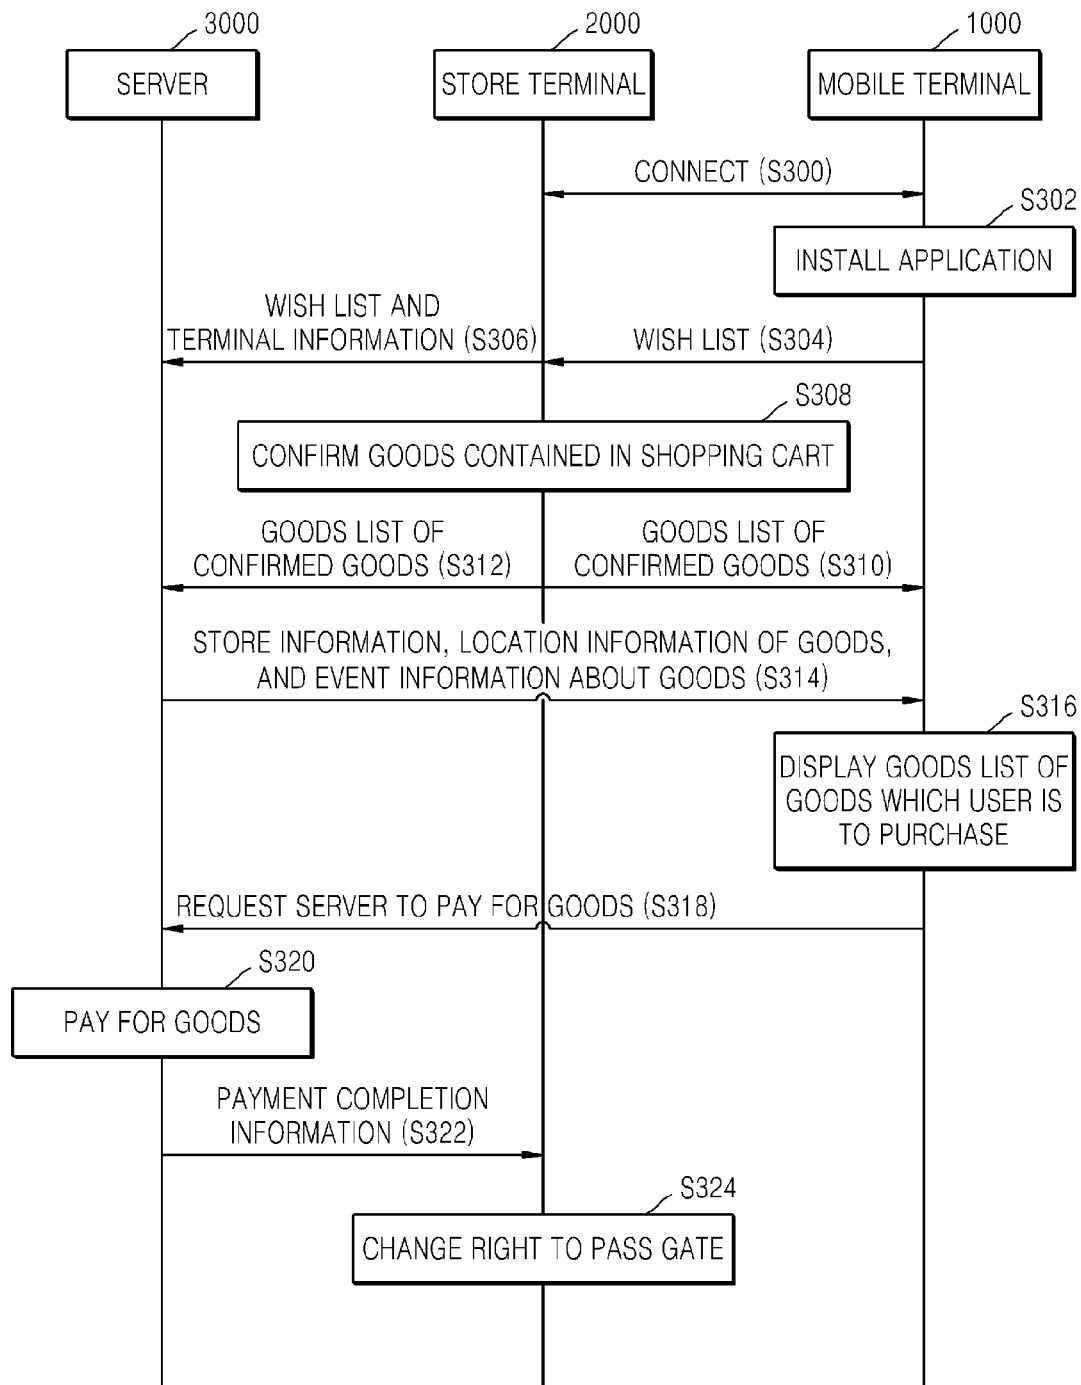 3000
2000
1000
SERVER
STORE TERMINAL
MOBILE TERMINAL
CONNECT (S300)
S302
INSTALL APPLICATION
WISH LIST AND
TERMINAL INFORMATION (S306)
WISH LIST (S304)
S308
CONFIRM GOODS CONTAINED IN SHOPPING CART
GOODS LIST OF
CONFIRMED GOODS (S312)
GOODS LIST OF
CONFIRMED GOODS (S310)
STORE INFORMATION, LOCATION INFORMATION OF GOODS,
AND EVENT INFORMATION ABOUT GOODS (S314)
S316
DISPLAY GOODS LIST OF
GOODS WHICH USER IS
TO PURCHASE
REQUEST SERVER TO PAY FOR GOODS (S318)
S320
PAY FOR GOODS
PAYMENT COMPLETION
INFORMATION (S322)
S324
CHANGE RIGHT TO PASS GATE